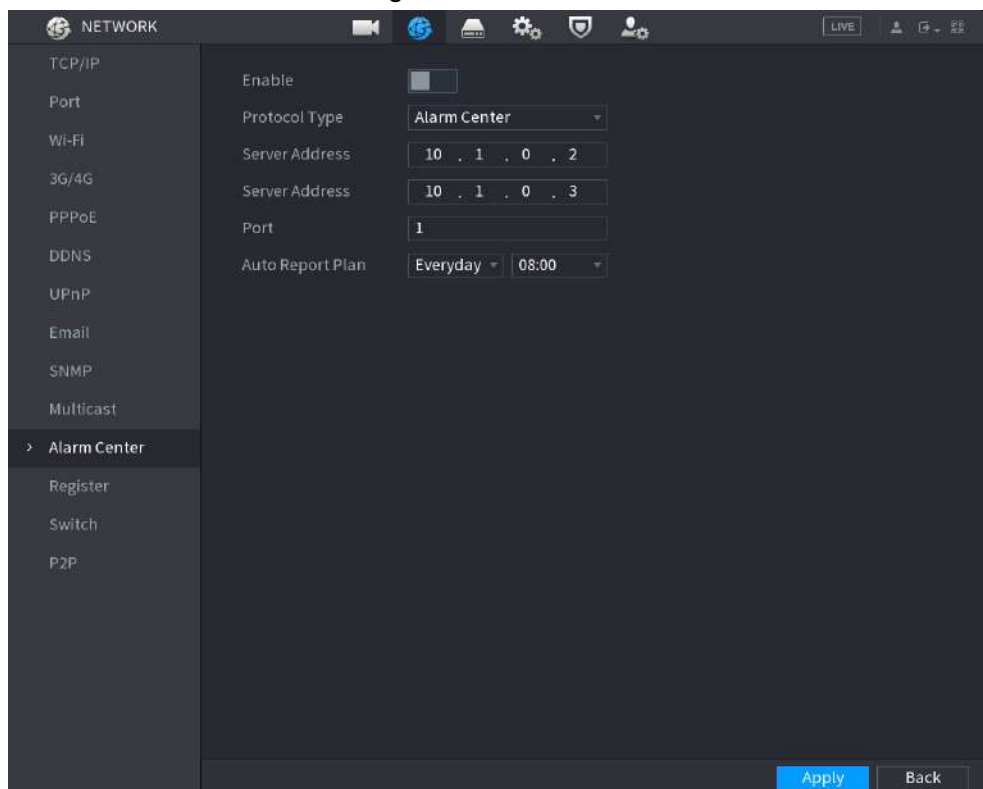 NETWORK
LIVE
TCP/IP
Port
Wi-Fi
3G/4G
PPPoE
DDNS
UPnP
Email
SNMP
Multicast
> Alarm Center
Register
Switch
P2P
Enable
Protocol Type Alarm Center
Server Address 10 . 1 . 0 . 2
Server Address 10 . 1 . 0 . 3
Port 1
Auto Report Plan Everyday 08:00
Apply Back